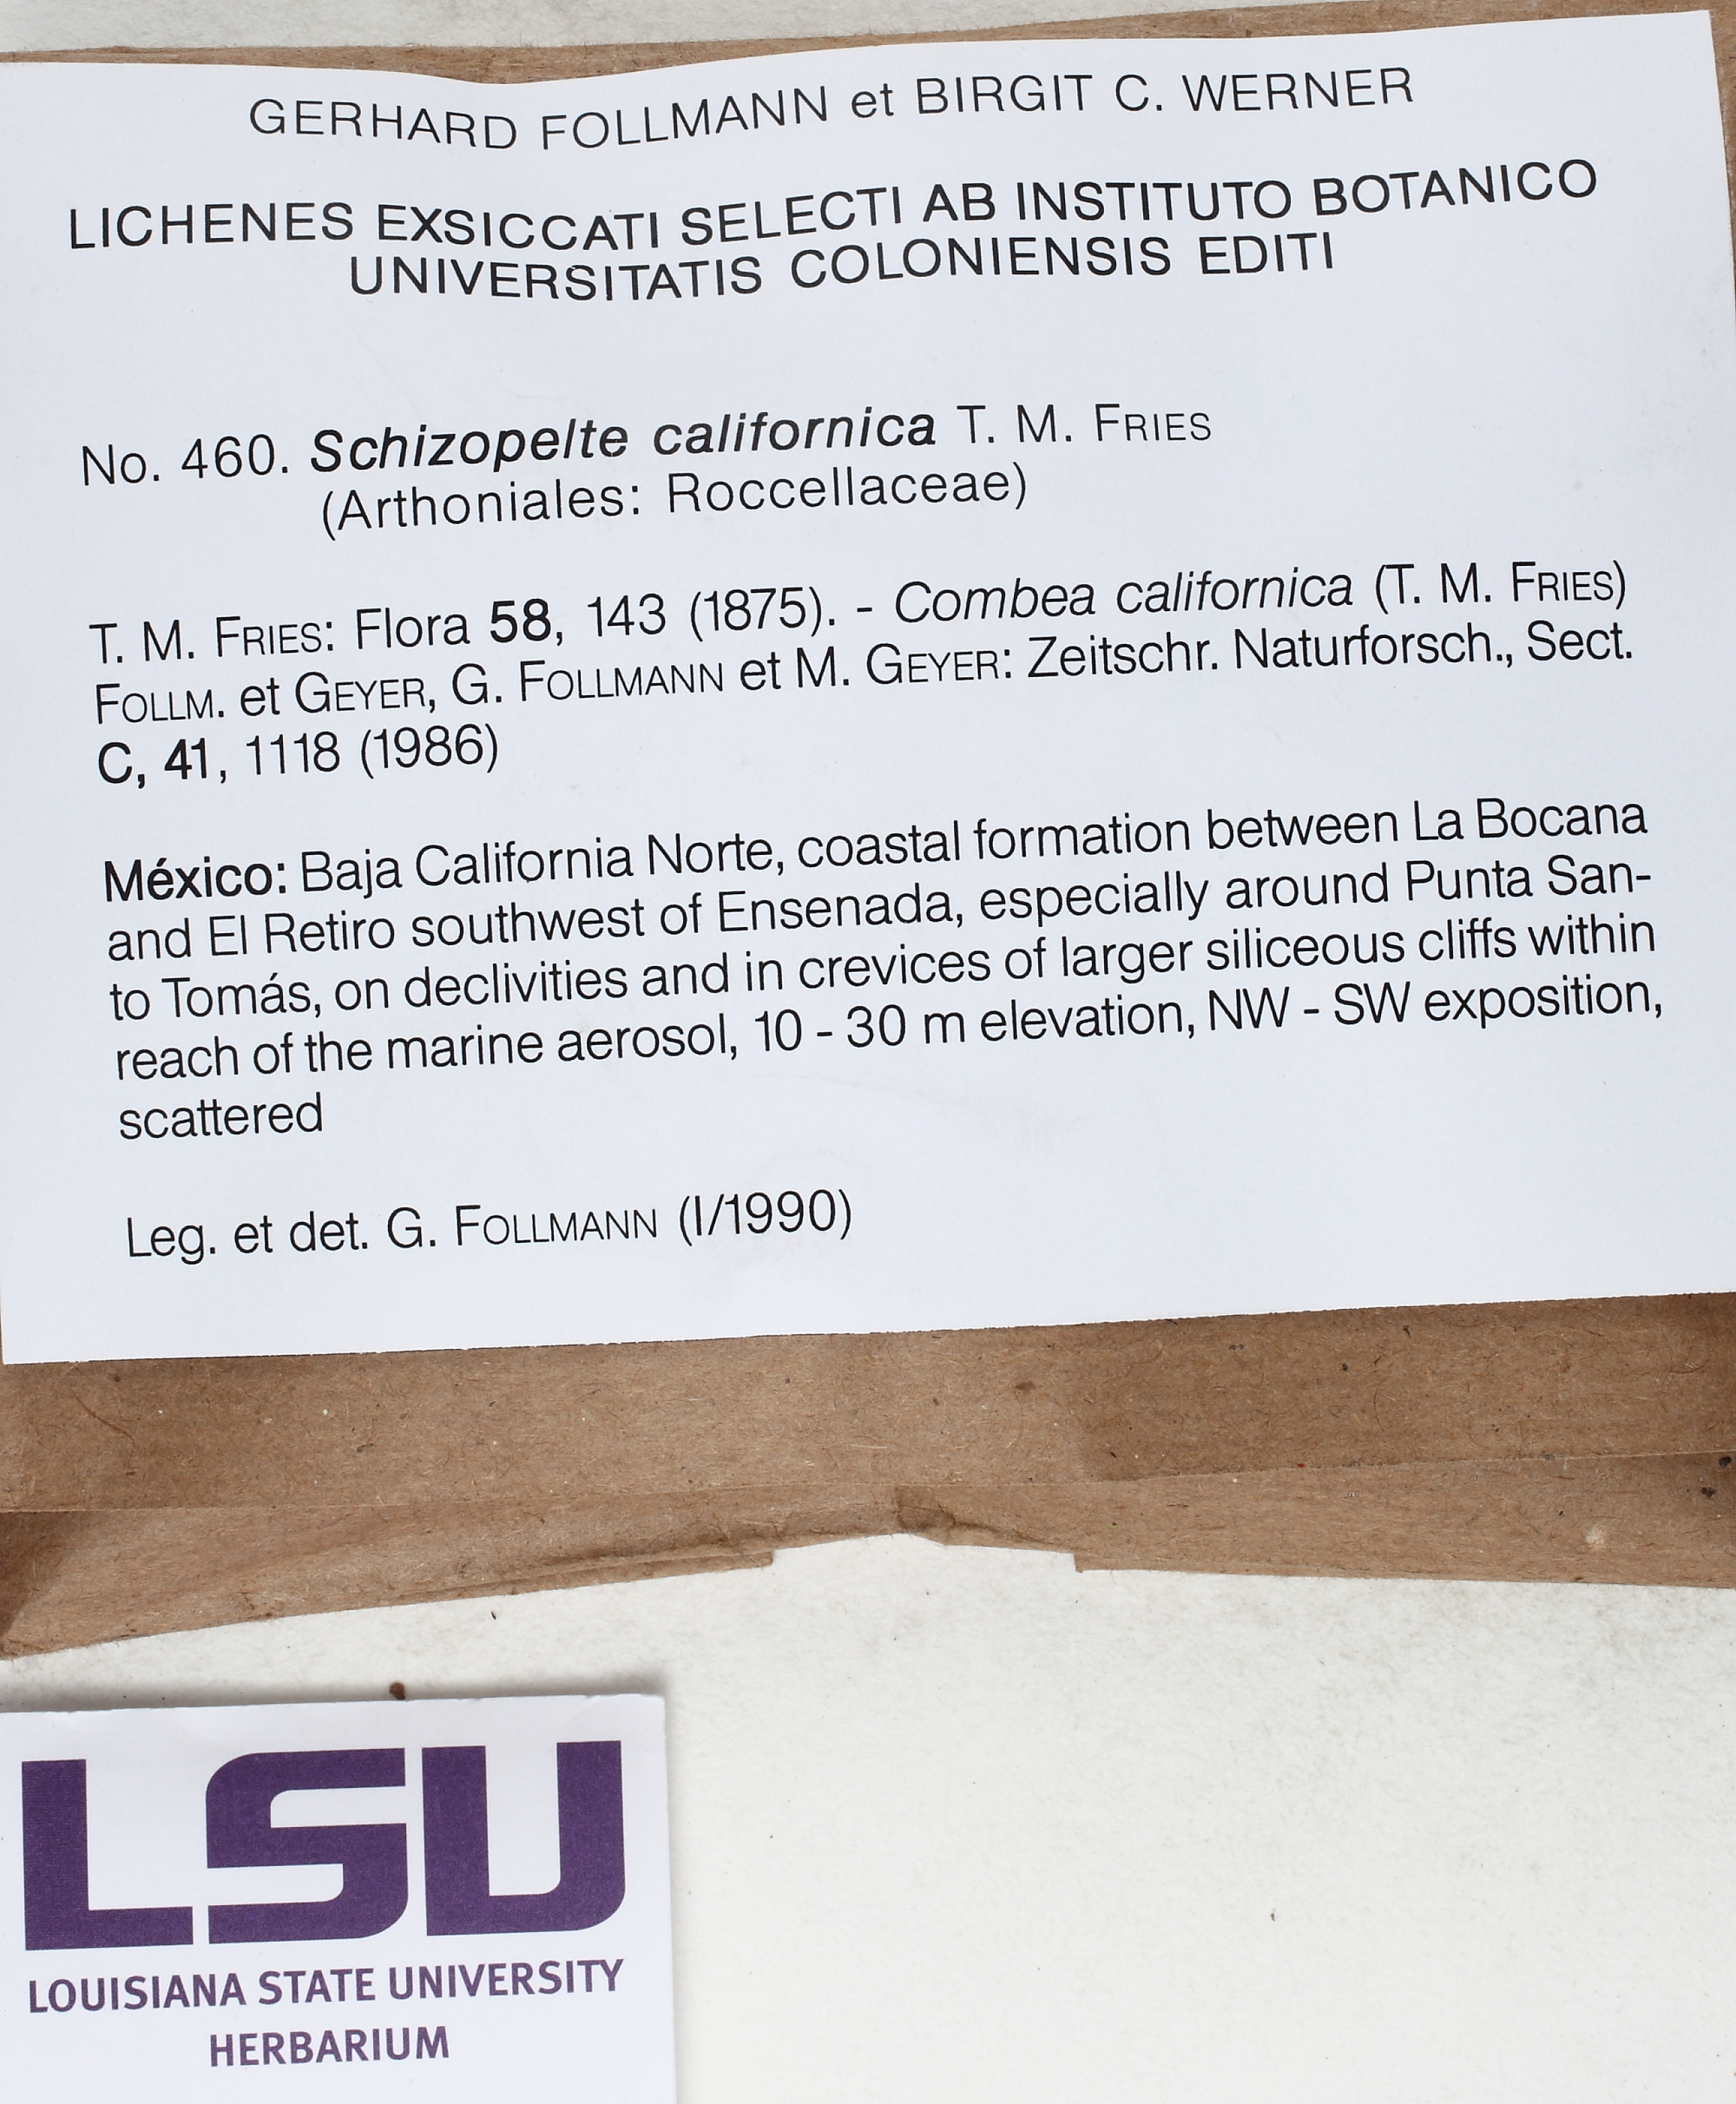 GERHARD FOLLMANN et BIRGIT C. WERNER
LICHENES EXSICCATI SELECTI AB INSTITUTO BOTANICO
UNIVERSITATIS COLONIENSIS EDITI
No. 460. Schizopelte californica T. M. FRIES
(Arthoniales: Roccellaceae)
T. M. FRIES: Flora 58, 143 (1875). - Combea californica (T. M. FRIES)
FOLLM. et GEYER, G. FOLLMANN et M. GEYER: Zeitschr. Naturforsch., Sect.
C, 41, 1118 (1986)
México: Baja California Norte, coastal formation between La Bocana
and El Retiro southwest of Ensenada, especially around Punta San-
to Tomás, on declivities and in crevices of larger siliceous cliffs within
reach of the marine aerosol, 10 - 30 m elevation, NW - SW exposition,
scattered
Leg. et det. G. FOLLMANN (I/1990)
LSU
LOUISIANA STATE UNIVERSITY
HERBARIUM